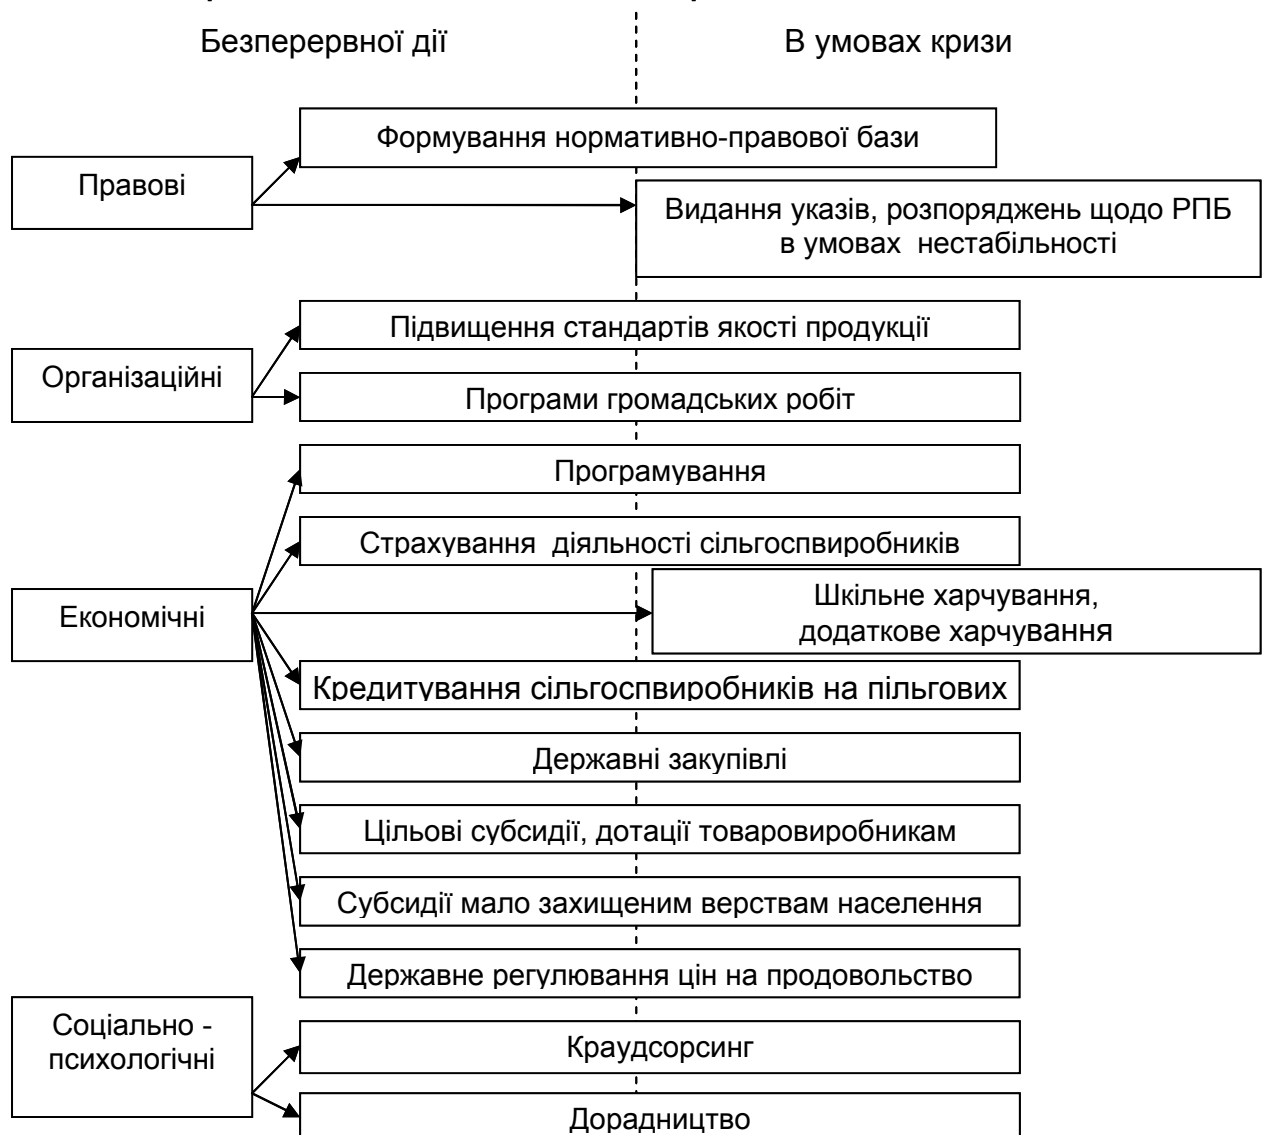 Безперервної дії
В умовах кризи
Формування нормативно-правової бази
Правові
Видання указів, розпоряджень щодо РПБ
в умовах нестабільності
Підвищення стандартів якості продукції
Організаційні
Програми громадських робіт
Програмування
Страхування діяльності сільгоспвиробників
Економічні
Шкільне харчування,
додаткове харчування
Кредитування сільгоспвиробників на пільгових
Державні закупівлі
Цільові субсидії, дотації товаровиробникам
Субсидії мало захищеним верствам населення
Державне регулювання цін на продовольство
Соціально -
психологічні
Краудсорсинг
Дорадництво